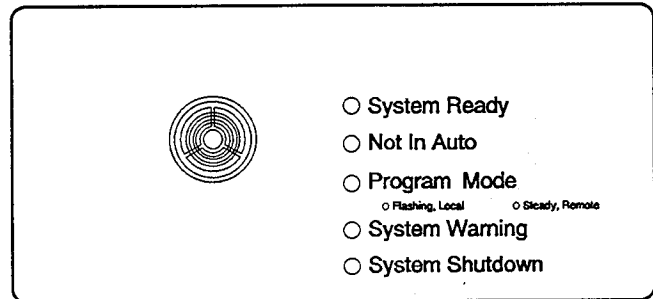 System Ready
Not In Auto
Program Mode
Flashing, Local Steady, Remote
System Warning
System Shutdown